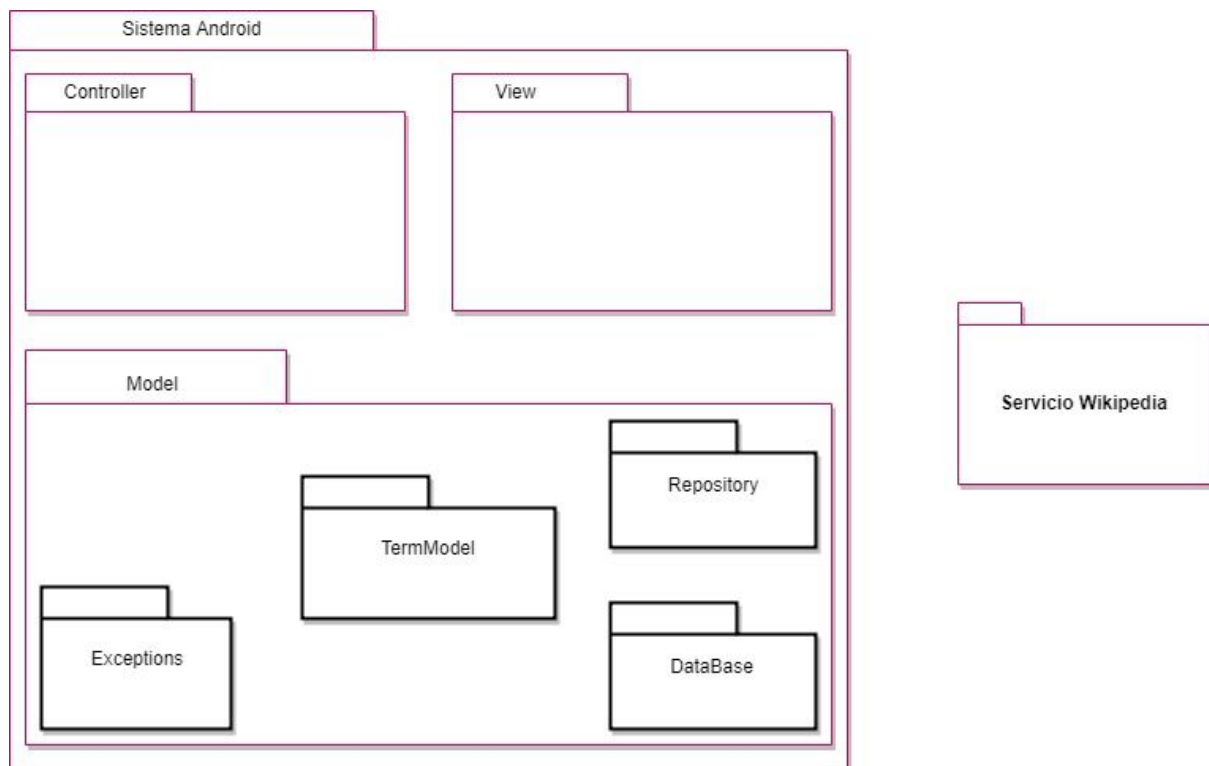 Sistema Android
Controller
View
Model
Repository
TermModel
Exceptions
DataBase
Servicio Wikipedia